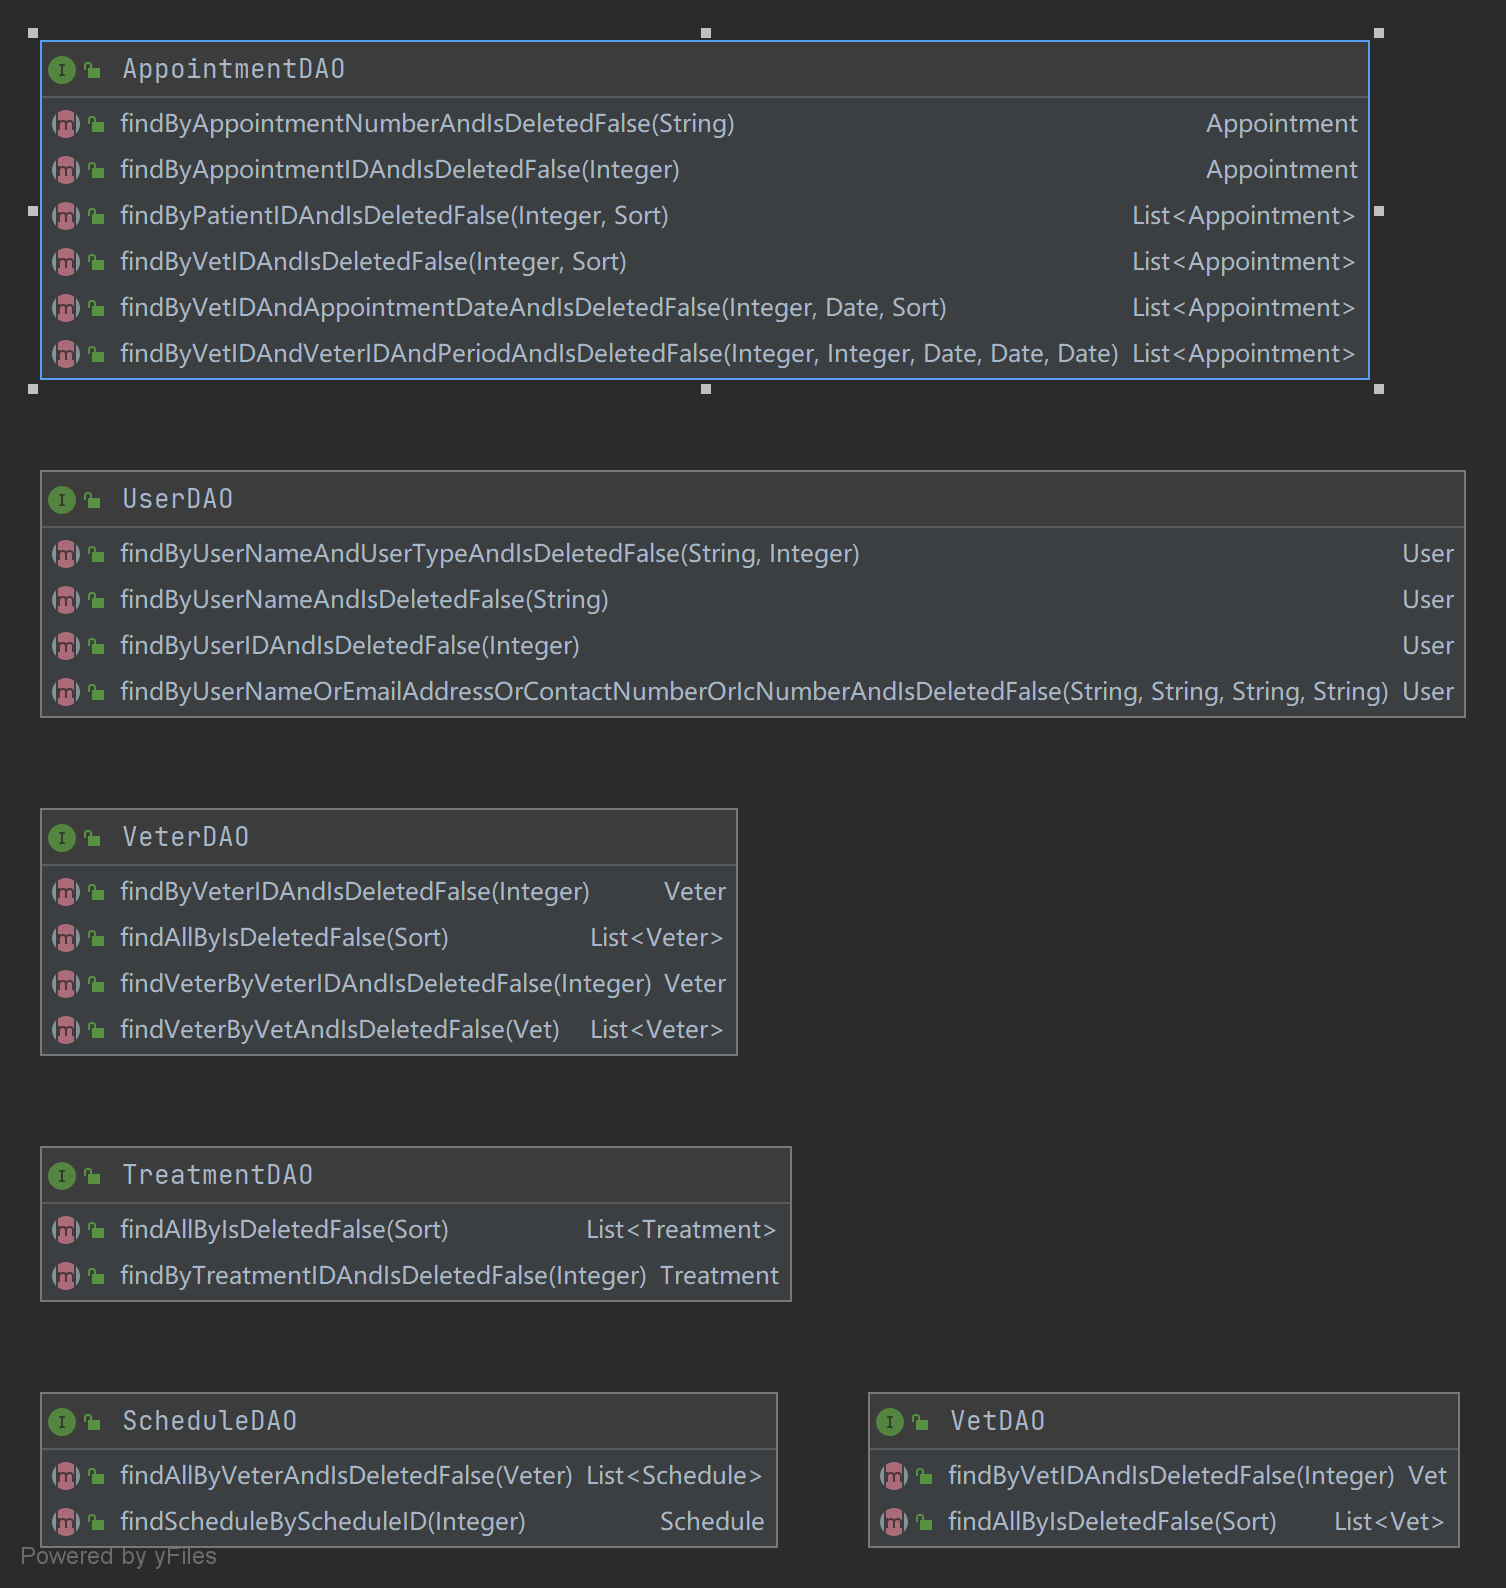 AppointmentDAO
findByAppointmentNumberAndIsDeletedFalse(String) Appointment
findByAppointmentIDAndIsDeletedFalse(Integer) Appointment
findByPatientIDAndIsDeletedFalse(Integer, Sort) List<Appointment>
findByVetIDAndIsDeletedFalse(Integer, Sort) List<Appointment>
findByVetIDAndAppointmentDateAndIsDeletedFalse(Integer, Date, Sort) List<Appointment>
findByVetIDAndVeterIDAndPeriodAndIsDeletedFalse(Integer, Integer, Date, Date, Date) List<Appointment>
UserDAO
findByUserNameAndUserTypeAndIsDeletedFalse(String, Integer) User
findByUserNameAndIsDeletedFalse(String) User
findByUserIDAndIsDeletedFalse(Integer) User
findByUserNameOrEmailAddressOrContactNumberOrIcNumberAndIsDeletedFalse(String, String, String, String) User
VeterDAO
findByVeterIDAndIsDeletedFalse(Integer) Veter
findAllByIsDeletedFalse(Sort) List<Veter>
findVeterByVeterIDAndIsDeletedFalse(Integer) Veter
findVeterByVetAndIsDeletedFalse(Vet) List<Veter>
TreatmentDAO
findAllByIsDeletedFalse(Sort) List<Treatment>
findByTreatmentIDAndIsDeletedFalse(Integer) Treatment
ScheduleDAO
findAllByVeterAndIsDeletedFalse(Veter) List<Schedule>
findScheduleByScheduleID(Integer) Schedule
VetDAO
findByVetIDAndIsDeletedFalse(Integer) Vet
findAllByIsDeletedFalse(Sort) List<Vet>
Powered by yFiles